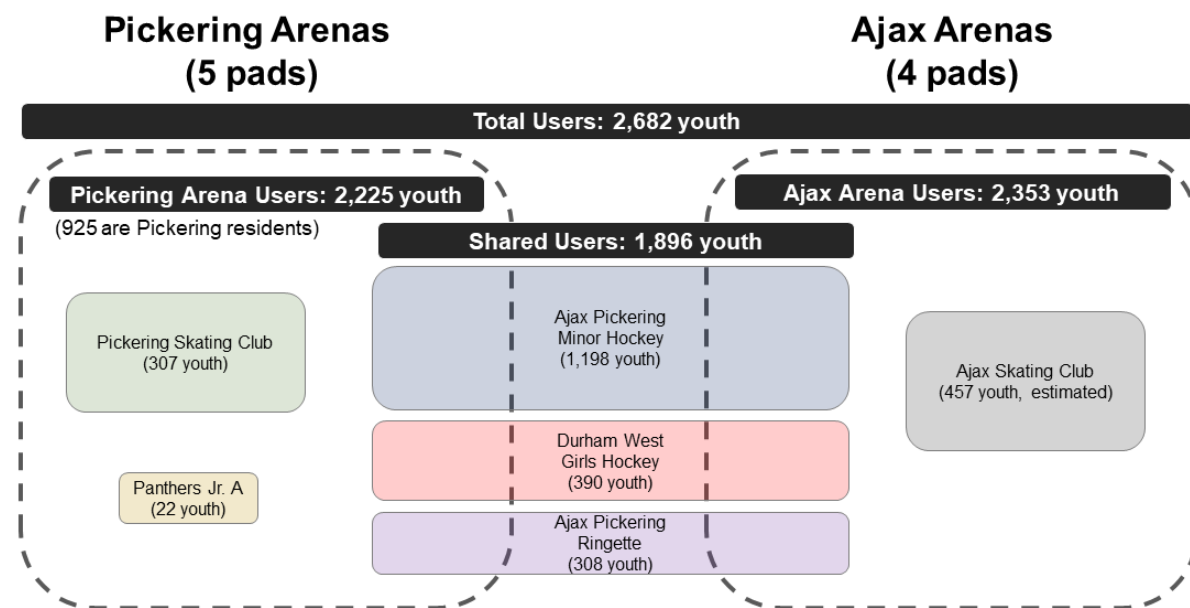 Pickering Arenas
(5 pads)
Ajax Arenas
(4 pads)
Total Users: 2,682 youth
Pickering Arena Users: 2,225 youth
(925 are Pickering residents)
Ajax Arena Users: 2,353 youth
Shared Users: 1,896 youth
Pickering Skating Club
(307 youth)
Panthers Jr. A
(22 youth)
Ajax Pickering
Minor Hockey
(1,198 youth)
Durham West
Girls Hockey
(390 youth)
Ajax Pickering
Ringette
(308 youth)
Ajax Skating Club
(457 youth, estimated)